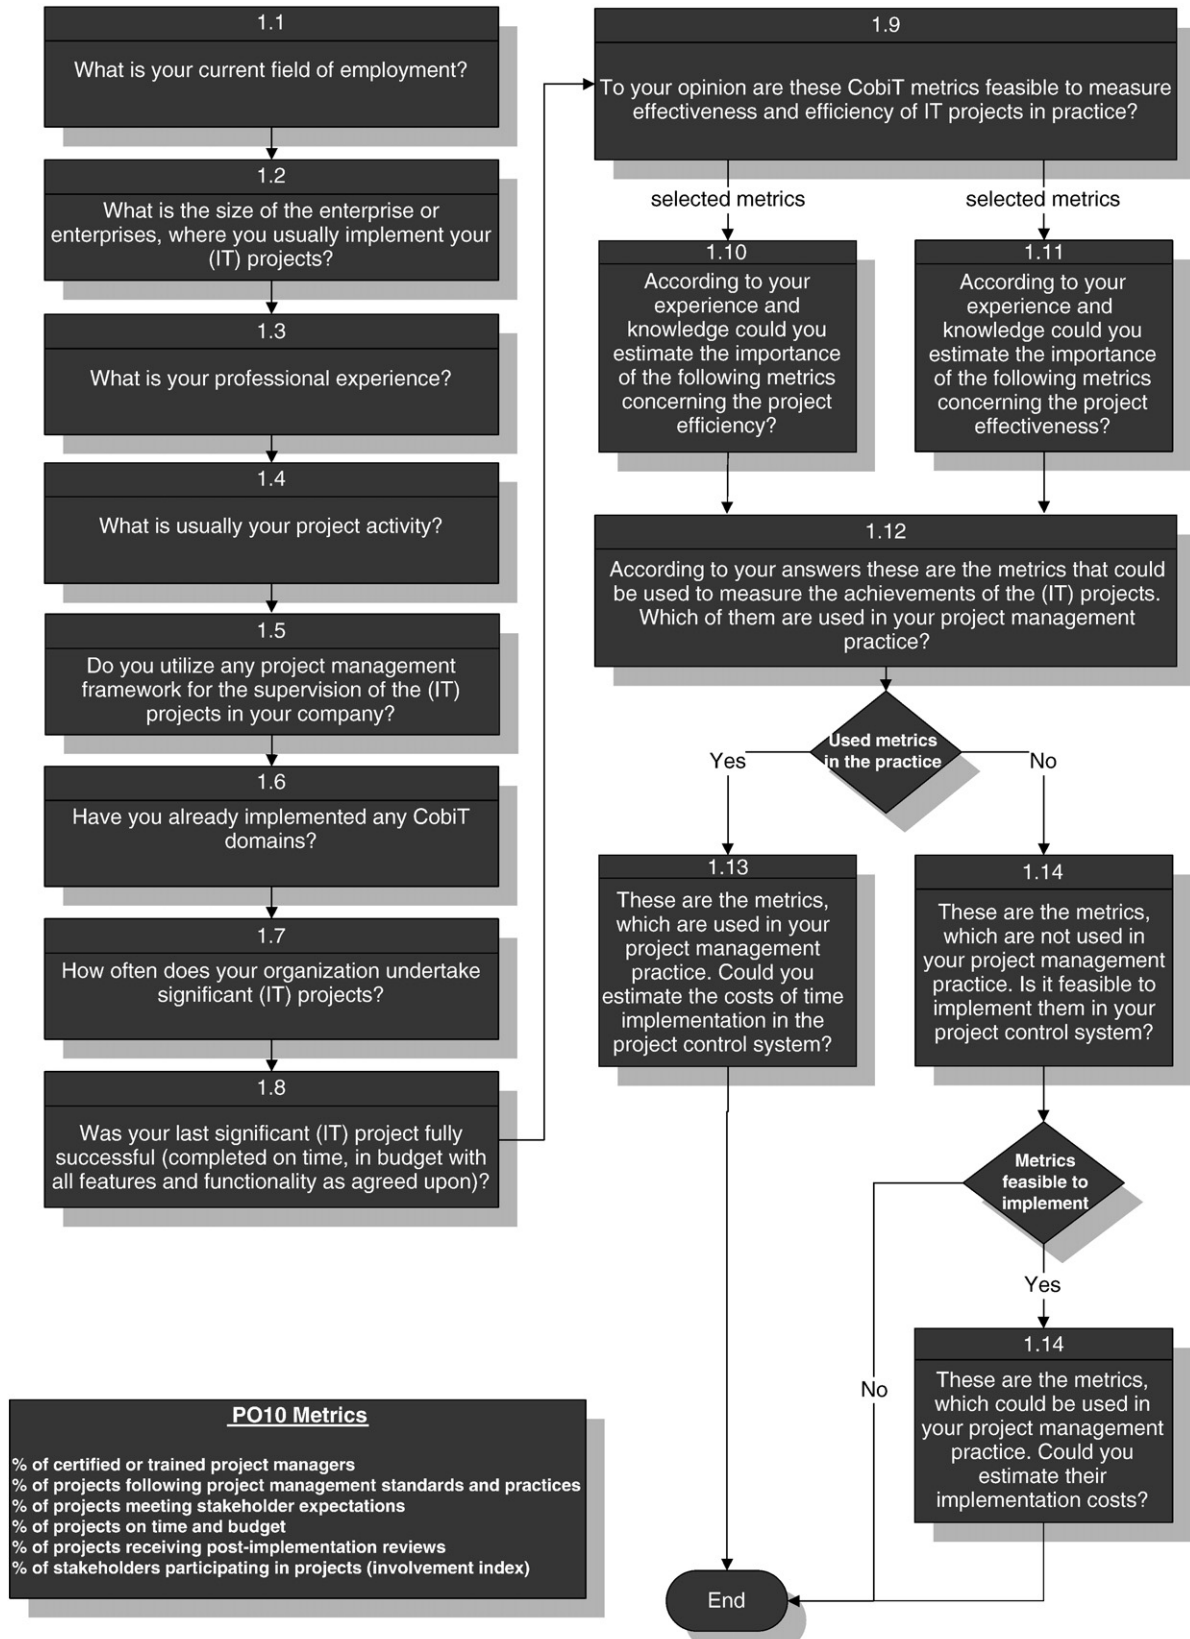 1.1
What is your current field of employment?
1.2
What is the size of the enterprise or
enterprises, where you usually implement your
(IT) projects?
1.3
What is your professional experience?
1.4
What is usually your project activity?
1.5
Do you utilize any project management
framework for the supervision of the (IT)
projects in your company?
1.6
Have you already implemented any CobiT
domains?
1.7
How often does your organization undertake
significant (IT) projects?
1.8
Was your last significant (IT) project fully
successful (completed on time, in budget with
all features and functionality as agreed upon)?
1.9
To your opinion are these CobiT metrics feasible to measure
effectiveness and efficiency of IT projects in practice?
selected metrics
selected metrics
1.10
According to your
experience and
knowledge could you
estimate the importance
of the following metrics
concerning the project
efficiency?
1.11
According to your
experience and
knowledge could you
estimate the importance
of the following metrics
concerning the project
effectiveness?
1.12
According to your answers these are the metrics that could
be used to measure the achievements of the (IT) projects.
Which of them are used in your project management
practice?
Used metrics
in the practice
Yes
No
1.13
These are the metrics,
which are used in your
project management
practice. Could you
estimate the costs of time
implementation in the
project control system?
1.14
These are the metrics,
which are not used in
your project management
practice. Is it feasible to
implement them in your
project control system?
Metrics
feasible to
implement
Yes
No
1.14
These are the metrics,
which could be used in
your project management
practice. Could you
estimate their
implementation costs?
End
PO10 Metrics
% of certified or trained project managers
% of projects following project management standards and practices
% of projects meeting stakeholder expectations
% of projects on time and budget
% of projects receiving post-implementation reviews
% of stakeholders participating in projects (involvement index)